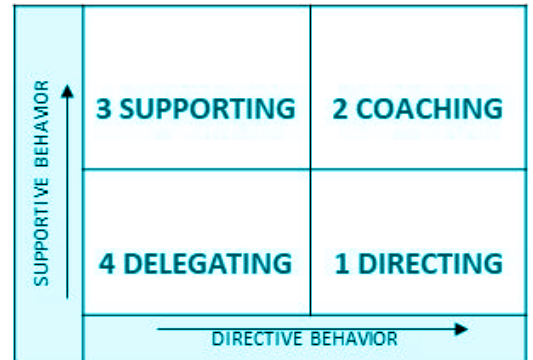 SUPPORTIVE BEHAVIOR
3 SUPPORTING
2 COACHING
4 DELEGATING
1 DIRECTING
DIRECTIVE BEHAVIOR